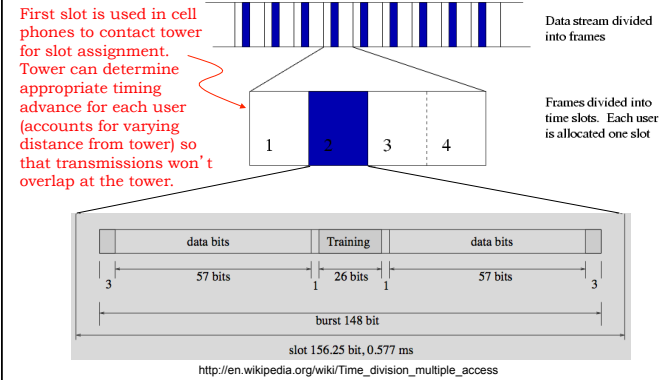 First slot is used in cell
phones to contact tower
for slot assignment.
Tower can determine
appropriate timing
advance for each user
(accounts for varying
distance from tower) so
that transmissions won't
overlap at the tower.
Data stream divided
into frames
Frames divided into
time slots. Each user
is allocated one slot
1 2 3 4
data bits Training data bits
3 57 bits 1 26 bits 1 57 bits 3
burst 148 bit
slot 156.25 bit, 0.577 ms
http://en.wikipedia.org/wiki/Time_division_multiple_access